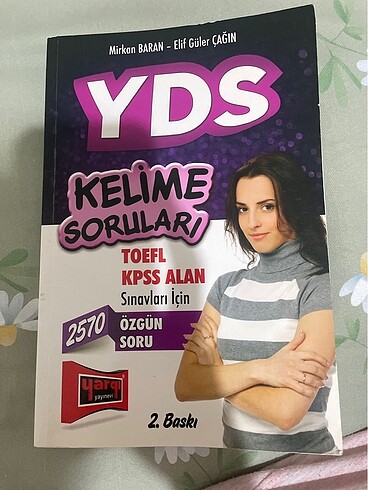 Mirkan BARAN - Elif Güler ÇAĞIN
YDS
KELİME
SORULARI
TOEFL
KPSS ALAN
Sınavları İçin
2570
ÖZGÜN
SORU
yargı
yayınevi
2. Baskı